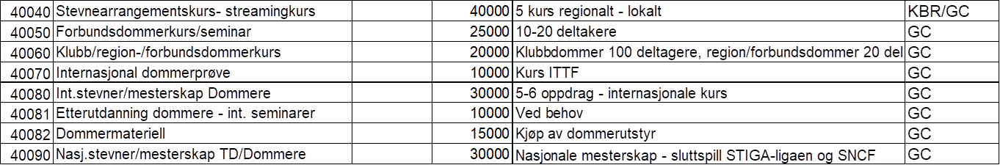 40040 Stevnearrangementskurs- streamingkurs 40000 5 kurs regionalt - lokalt KBR/GC
40050 Forbundsdommerkurs/seminar 25000 10-20 deltakere GC
40060 Klubb/region-/forbundsdommerkurs 20000 Klubbdommer 100 deltagere, region/forbundsdommer 20 del GC
40070 Internasjonal dommerprøve 10000 Kurs ITTF GC
40080 Int.stevner/mesterskap Dommere 30000 5-6 oppdrag - internasjonale kurs GC
40081 Etterutdanning dommere - int. seminarer 10000 Ved behov GC
40082 Dommermateriell 15000 Kjøp av dommerutstyr GC
40090 Nasj.stevner/mesterskap TD/Dommere 30000 Nasjonale mesterskap - sluttspill STIGA-ligaen og SNCF GC